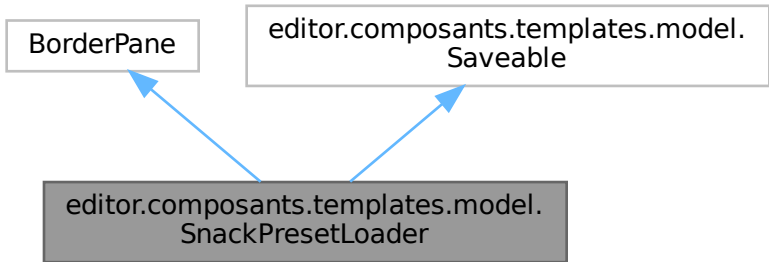 BorderPane
editor.composants.templates.model.
Saveable
editor.composants.templates.model.
SnackPresetLoader